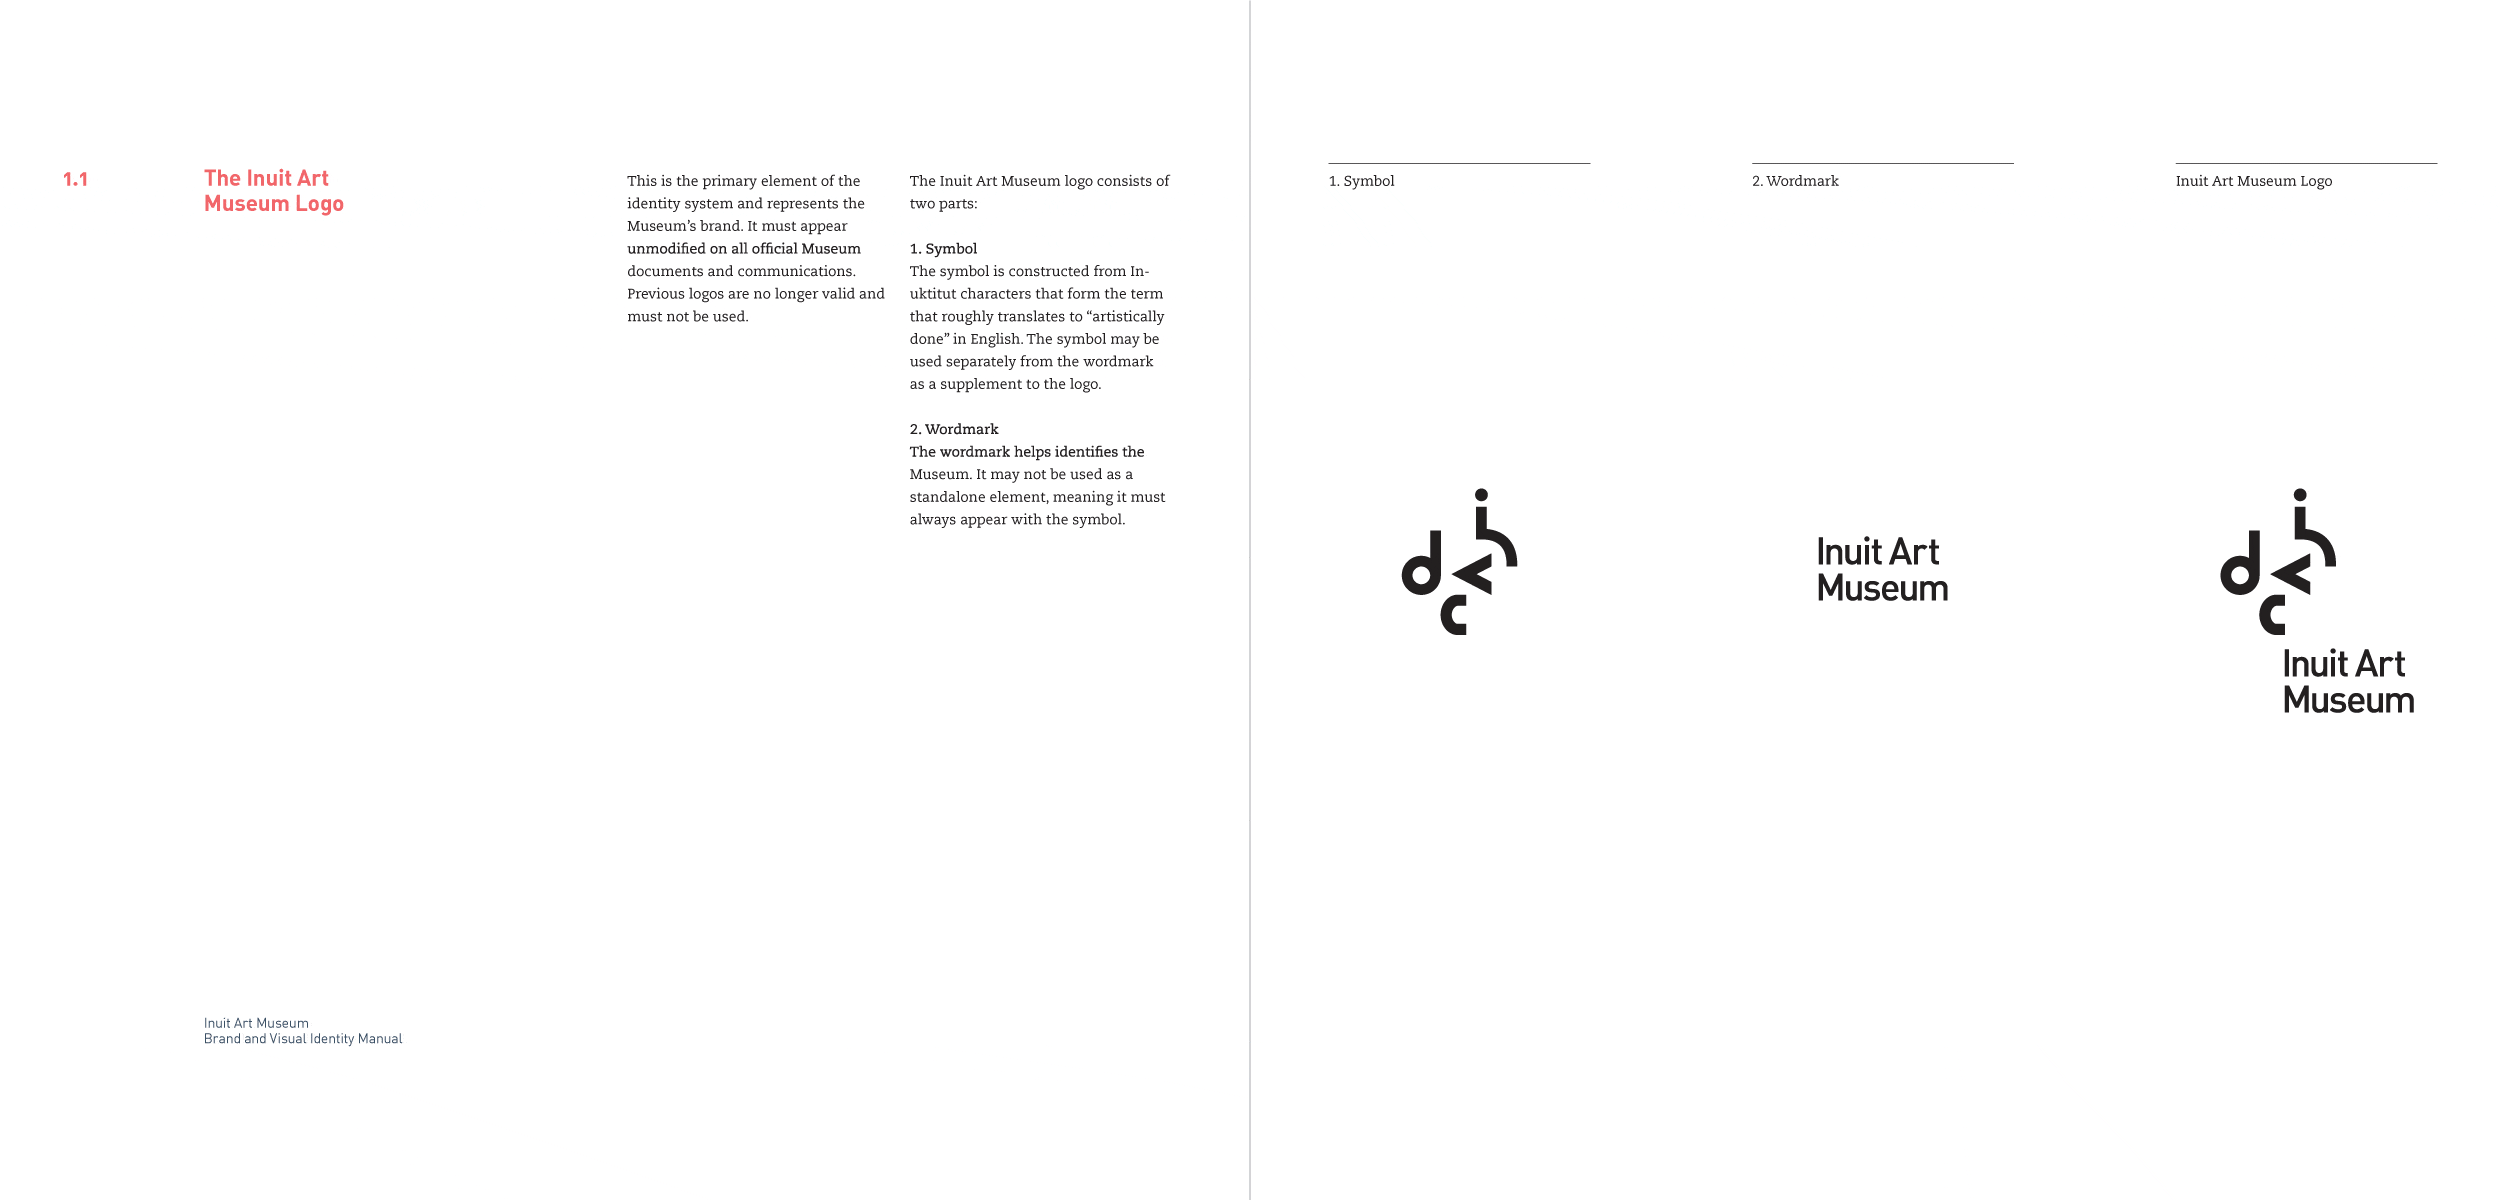 1.1
The Inuit Art
Museum Logo
This is the primary element of the
identity system and represents the
Museum’s brand. It must appear
unmodified on all official Museum
documents and communications.
Previous logos are no longer valid and
must not be used.
The Inuit Art Museum logo consists of
two parts:
1. Symbol
The symbol is constructed from In-
uktitut characters that form the term
that roughly translates to “artistically
done” in English. The symbol may be
used separately from the wordmark
as a supplement to the logo.
2. Wordmark
The wordmark helps identifies the
Museum. It may not be used as a
standalone element, meaning it must
always appear with the symbol.
Inuit Art Museum
Brand and Visual Identity Manual
1. Symbol
2. Wordmark
Inuit Art
Museum
Inuit Art Museum Logo
Inuit Art
Museum